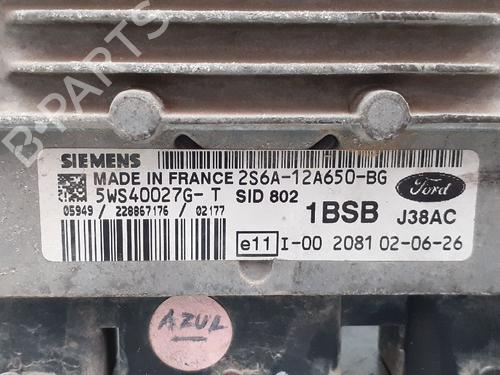 B-PARTS
SIEMENS
MADE IN FRANCE 2S6A-12A650-BG
5WS40027G- T SID 802
Ford
05949 / 228867176 / 02177
1BSB J38AC
e11 I-00 2081 02-06-26
AZUL